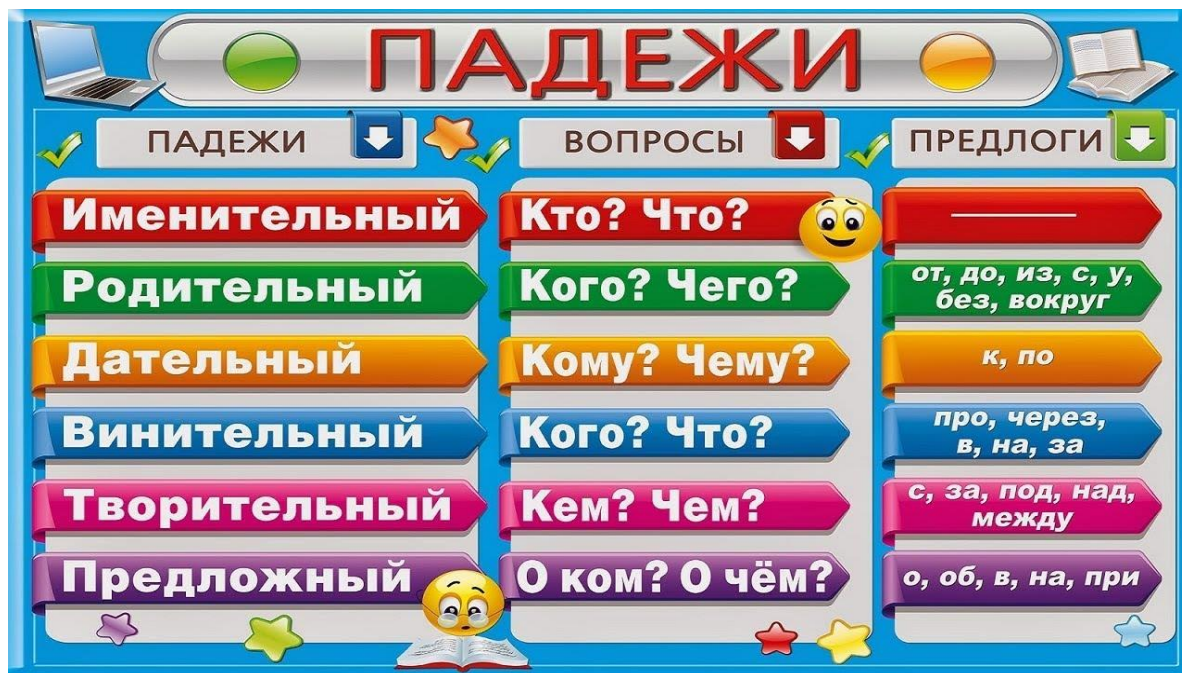 ПАДЕЖИ
ПАДЕЖИ
ВОПРОСЫ
ПРЕДЛОГИ
Именительный
Кто? Что?
Родительный
Кого? Чего?
от, до, из, с, у,
без, вокруг
Дательный
Кому? Чему?
к, по
Винительный
Кого? Что?
про, через,
в, на, за
Творительный
Кем? Чем?
с, за, под, над,
между
Предложный
О ком? О чём?
о, об, в, на, при